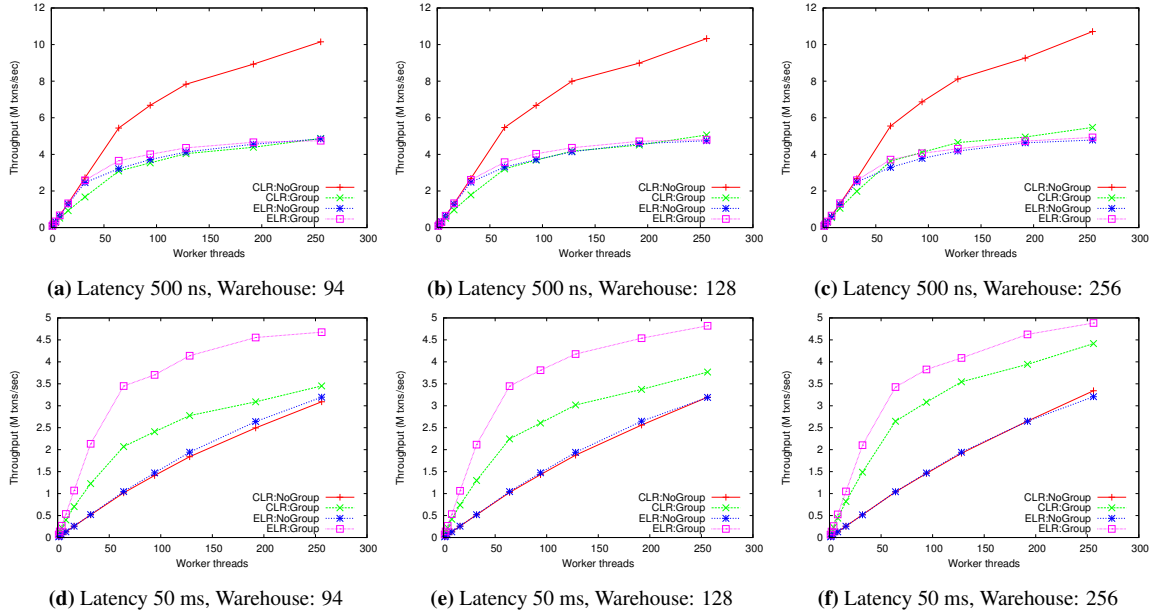 12
10
8
6
4
2
0
Throughput (M txns/sec)
CLR:NoGroup
CLR:Group
ELR:NoGroup
ELR:Group
0 50 100 150 200 250 300
Worker threads
(a) Latency 500 ns, Warehouse: 94
12
10
8
6
4
2
0
Throughput (M txns/sec)
CLR:NoGroup
CLR:Group
ELR:NoGroup
ELR:Group
0 50 100 150 200 250 300
Worker threads
(b) Latency 500 ns, Warehouse: 128
12
10
8
6
4
2
0
Throughput (M txns/sec)
CLR:NoGroup
CLR:Group
ELR:NoGroup
ELR:Group
0 50 100 150 200 250 300
Worker threads
(c) Latency 500 ns, Warehouse: 256
5
4.5
4
3.5
3
2.5
2
1.5
1
0.5
0
Throughput (M txns/sec)
CLR:NoGroup
CLR:Group
ELR:NoGroup
ELR:Group
0 50 100 150 200 250 300
Worker threads
(d) Latency 50 ms, Warehouse: 94
5
4.5
4
3.5
3
2.5
2
1.5
1
0.5
0
Throughput (M txns/sec)
CLR:NoGroup
CLR:Group
ELR:NoGroup
ELR:Group
0 50 100 150 200 250 300
Worker threads
(e) Latency 50 ms, Warehouse: 128
5
4.5
4
3.5
3
2.5
2
1.5
1
0.5
0
Throughput (M txns/sec)
CLR:NoGroup
CLR:Group
ELR:NoGroup
ELR:Group
0 50 100 150 200 250 300
Worker threads
(f) Latency 50 ms, Warehouse: 256